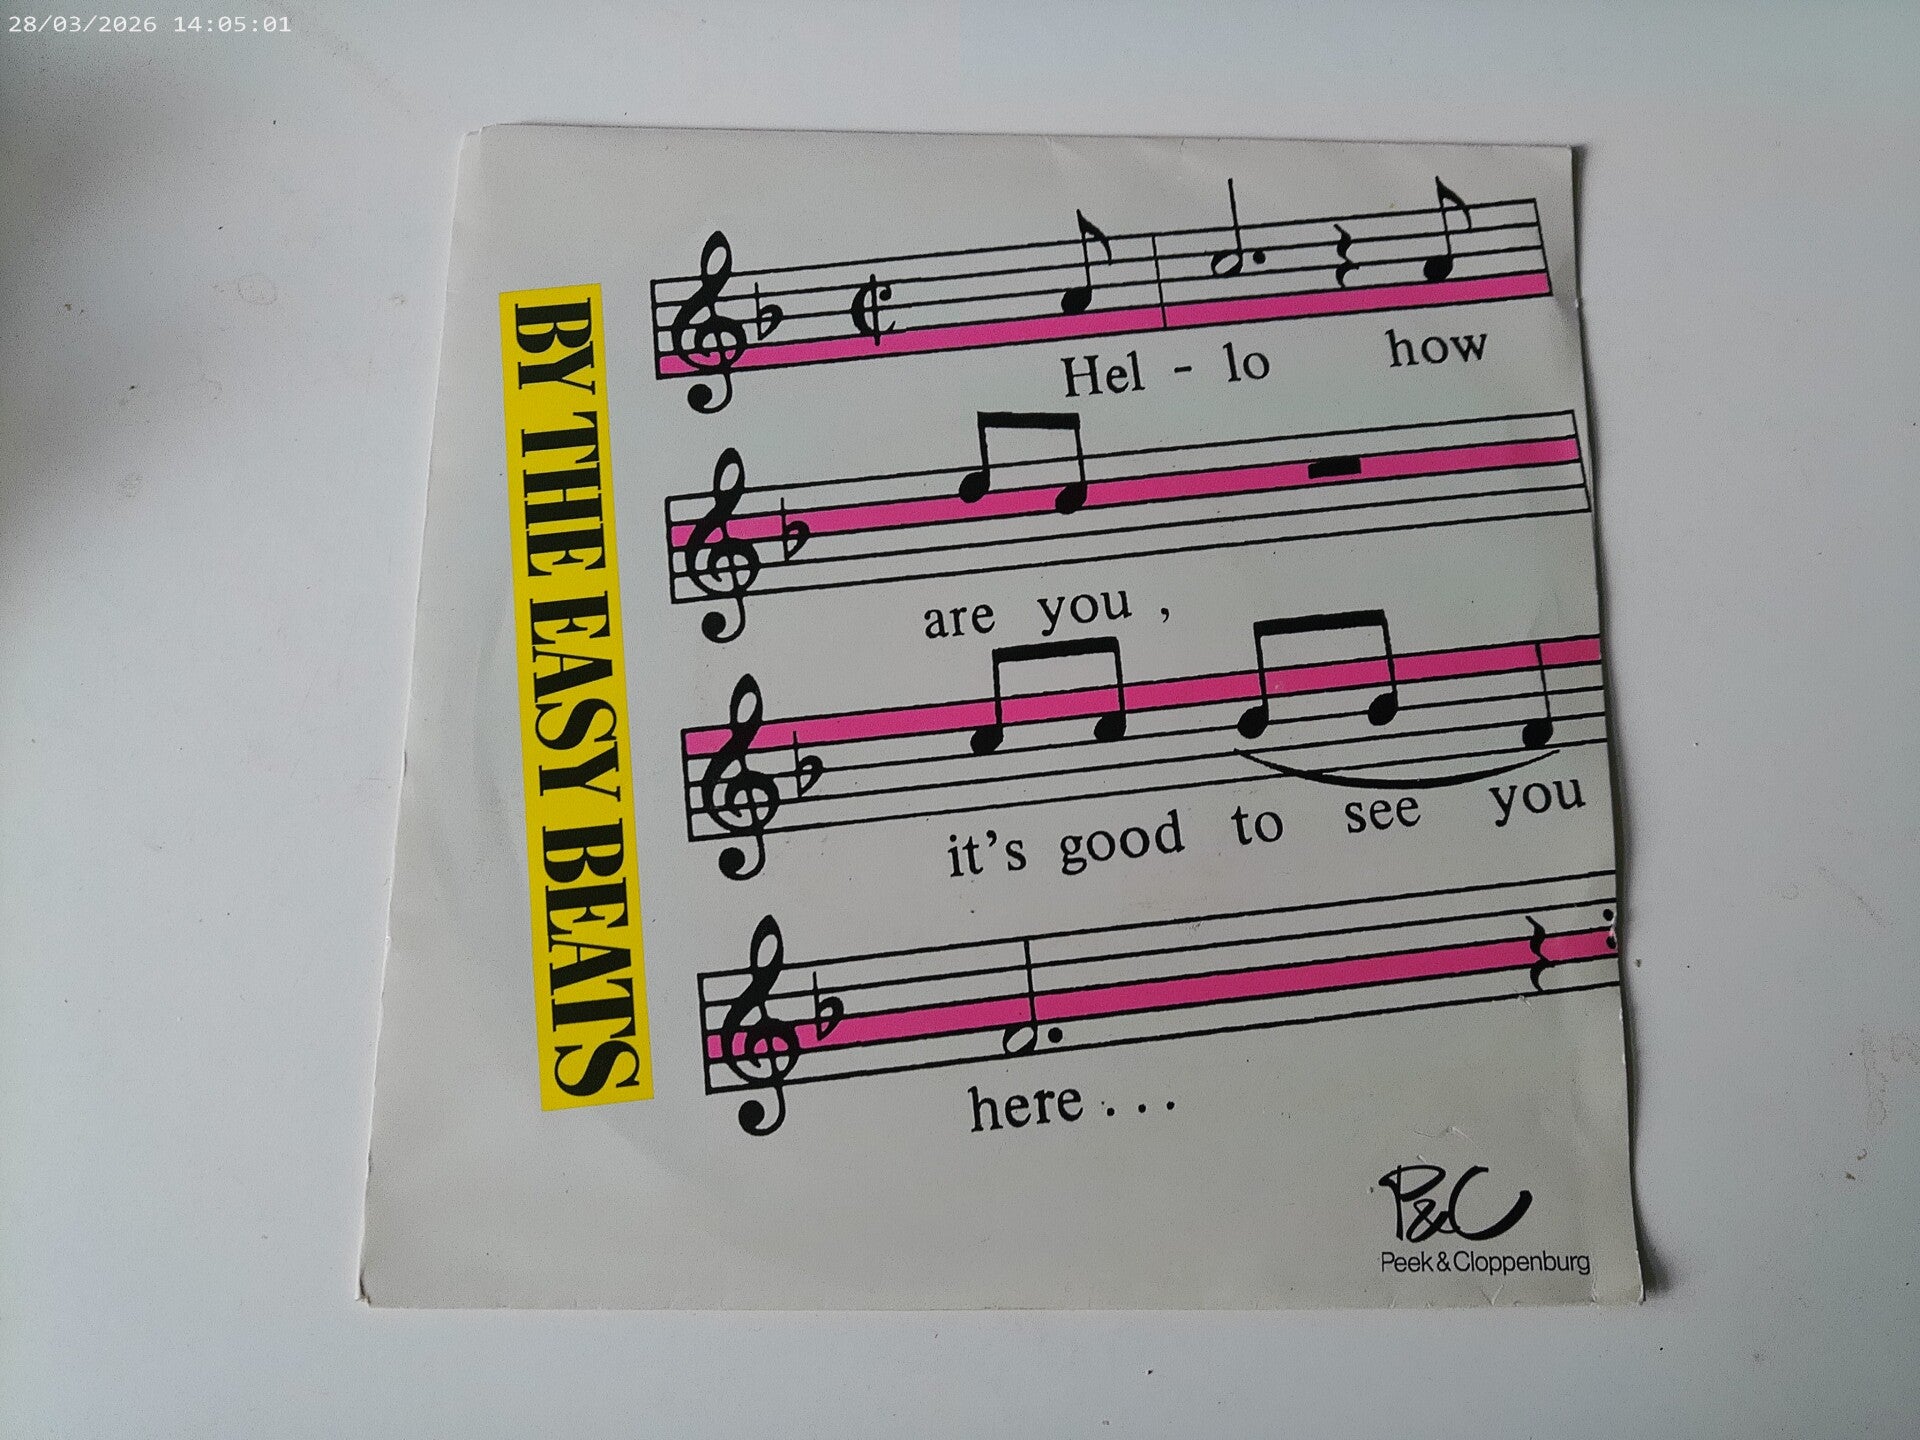 28/03/2026 14:05:01
BY THE EASY BEATS
Hel - lo how
are you ,
it's good to see you
here . . .
P&C
Peek & Cloppenburg